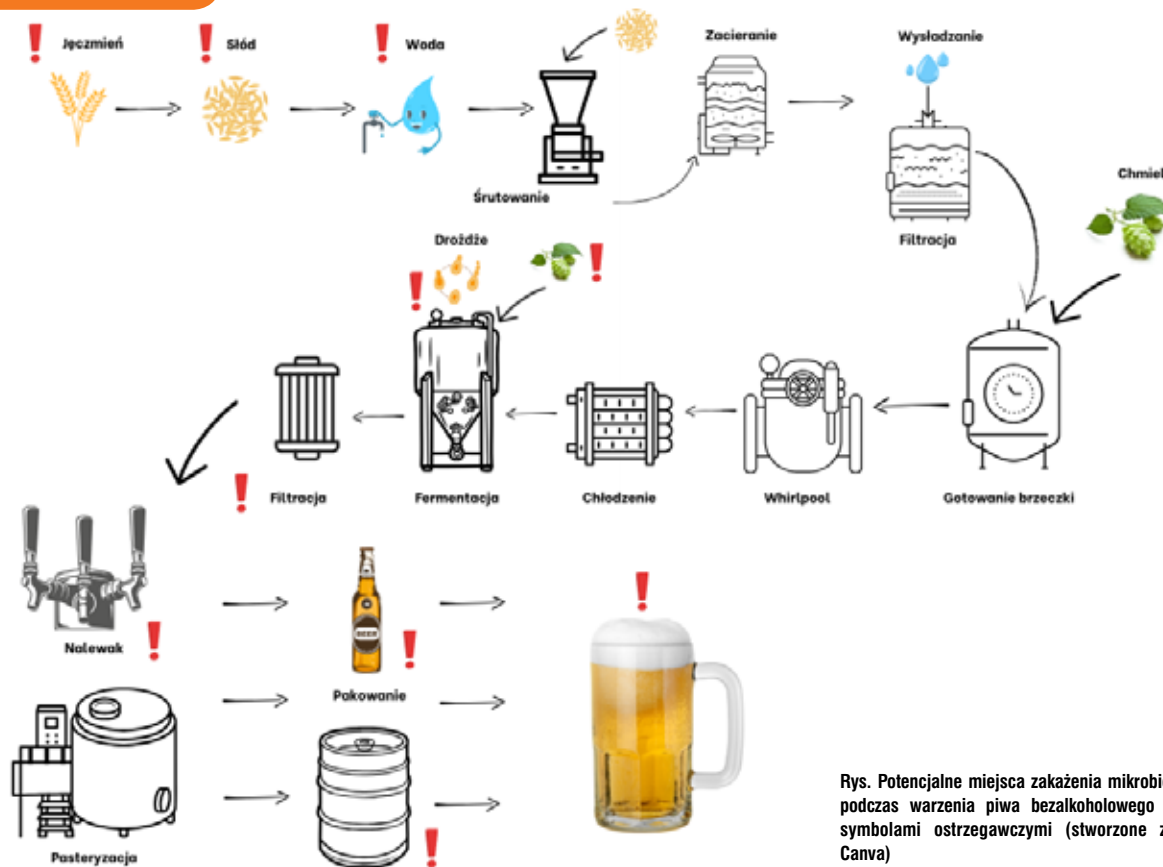 Jęczmień
Słód
Woda
Zacieranie
Wysładzanie
Śrutowanie
Filtracja
Chmiel
Drożdże
Filtracja
Fermentacja
Chłodzenie
Whirlpool
Gotowanie brzeczki
Nalewak
BEER
Pakowanie
Pasteryzacja
Rys. Potencjalne miejsca zakażenia
podczas warzenia piwa bezalkoholowego
symbolami ostrzegawczymi (stworzone
Canva)